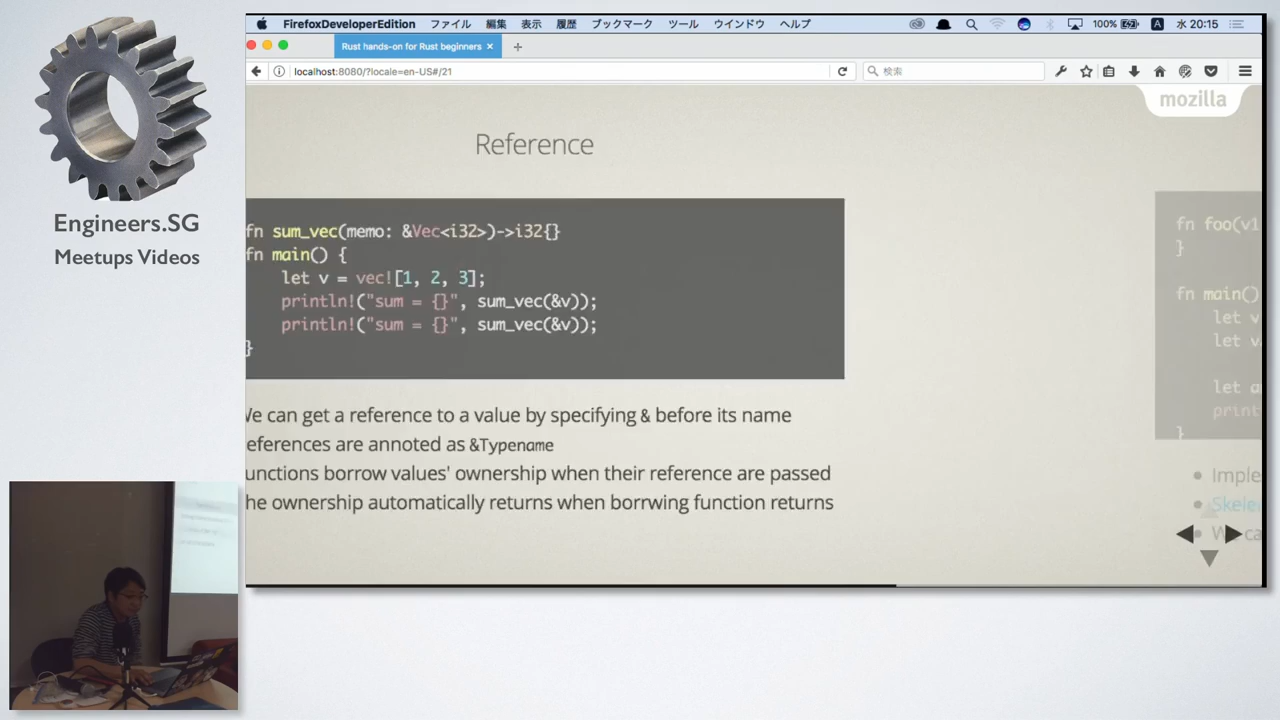 FirefoxDeveloperEdition ファイル 編集 表示 履歴 ブックマーク ツール ウインドウ ヘルプ 100% A 水 20:15
Rust hands-on for Rust beginners × +
localhost:8080/?locale=en-US#/21 検索
mozilla
Engineers.SG
Meetups Videos
Reference
fn sum_vec(memo: &Vec<i32>)->i32{}
fn main() {
let v = vec![1, 2, 3];
println!("sum = {}", sum_vec(&v));
println!("sum = {}", sum_vec(&v));
}
We can get a reference to a value by specifying & before its name
eferences are annoted as &Typename
unctions borrow values' ownership when their reference are passed
he ownership automatically returns when borrwing function returns
fn foo(v1
}
fn main()
let v
let v
let a
print
}
Imple
Skele